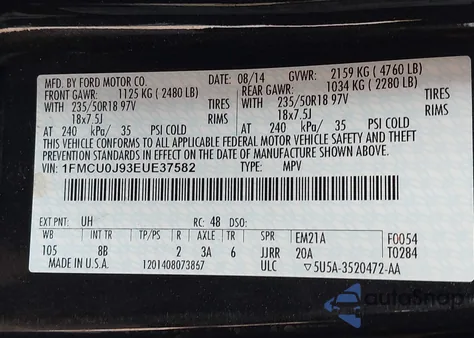 MFD. BY FORD MOTOR CO. DATE: 08/14 GVWR: 2159 KG ( 4760 LB)
FRONT GAWR: 1125 KG ( 2480 LB) REAR GAWR: 1034 KG ( 2280 LB)
WITH 235/50R18 97V TIRES WITH 235/50R18 97V TIRES
18x7.5J RIMS 18x7.5J RIMS
AT 240 kPa/ 35 PSI COLD AT 240 kPa/ 35 PSI COLD
THIS VEHICLE CONFORMS TO ALL APPLICABLE FEDERAL MOTOR VEHICLE SAFETY AND THEFT
PREVENTION STANDARDS IN EFFECT ON THE DATE OF MANUFACTURE SHOWN ABOVE.
VIN: 1FMCU0J93EUE37582 TYPE: MPV
EXT PNT: UH RC: 48 DSO:
WB INT TR TP/PS R AXLE TR SPR EM21A F0054
105 8B 2 3A 6 JJRR 20A T0284
MADE IN U.S.A. 1201408073867 ULC ▽5U5A-3520472-AA
autoSnap